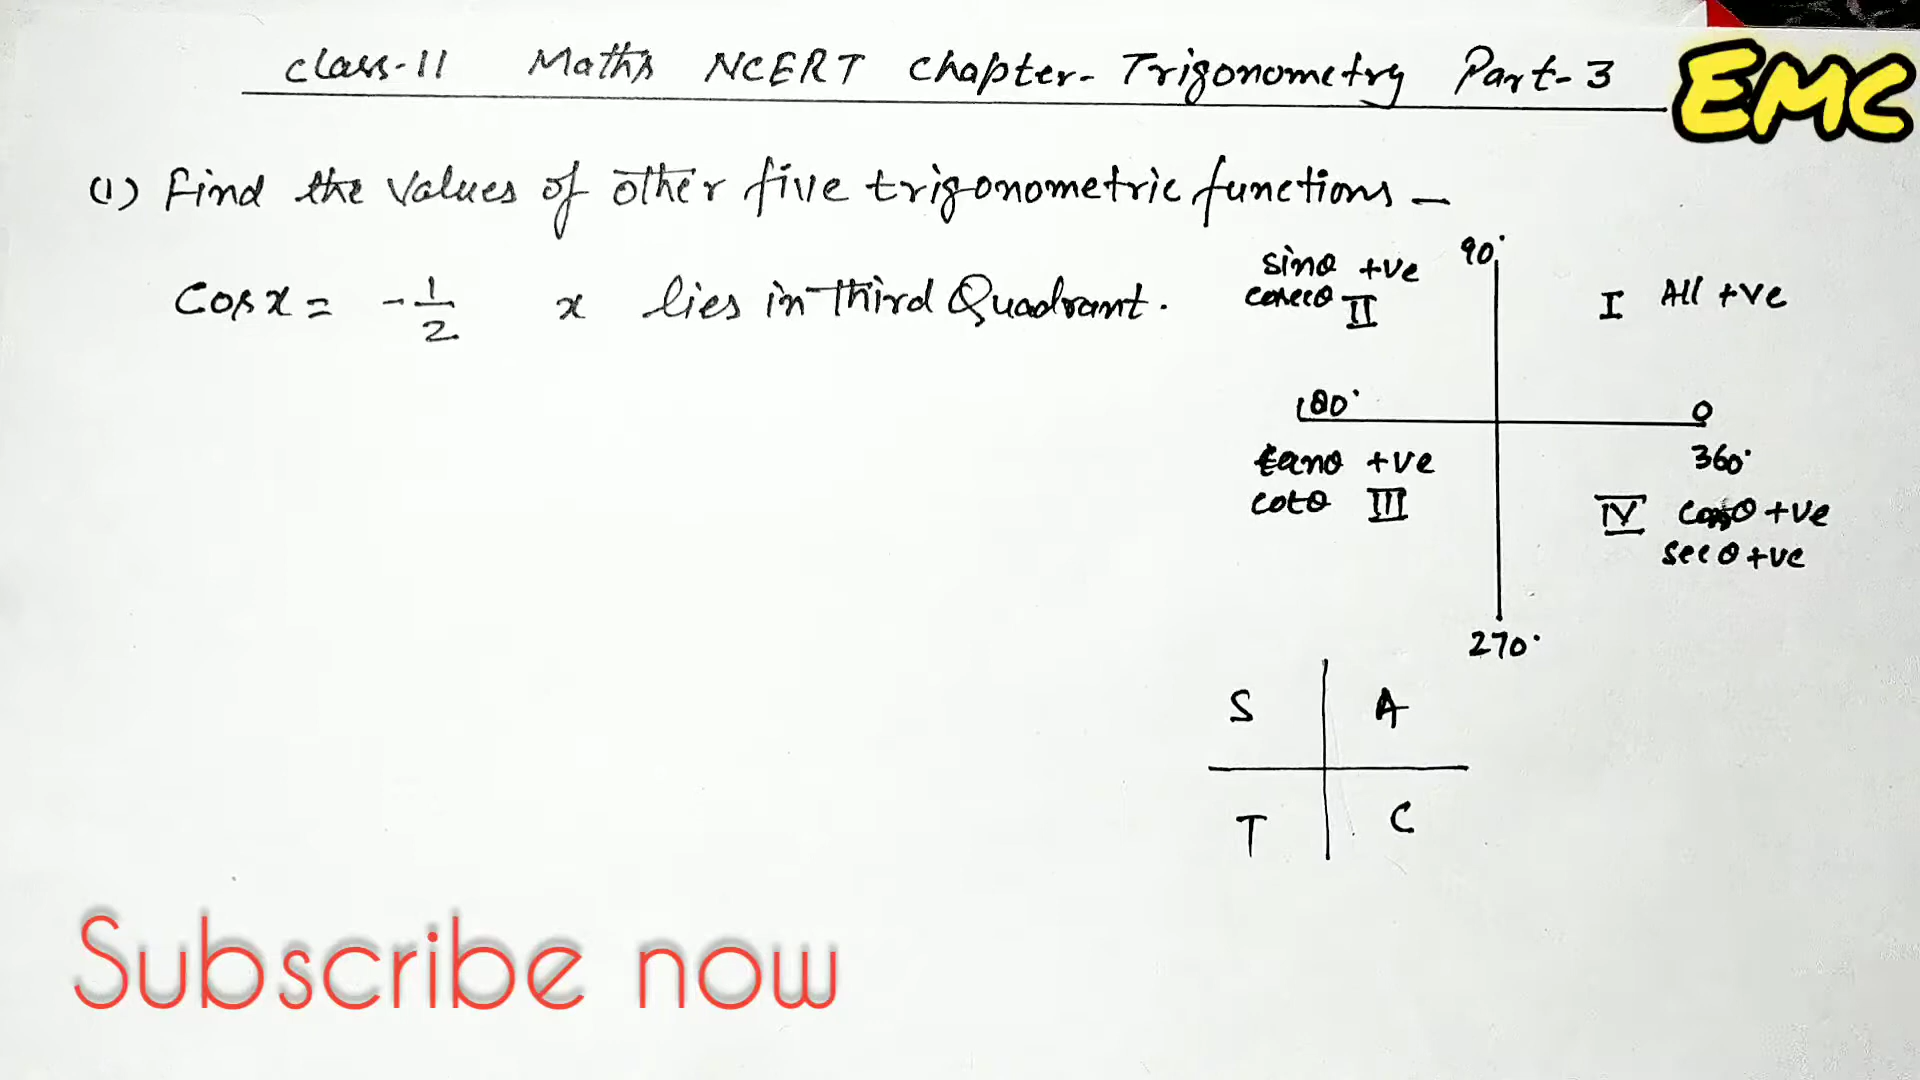 Class-11 Maths NCERT Chapter- Trigonometry Part-3
EMC
(1) Find the values of other five trigonometric functions —
Cos x = -1/2 x lies in third Quadrant.
sinθ +ve
cosecθ II
90°
I All +ve
180°
0
360°
tanθ +ve
cotθ III
IV cosθ +ve
secθ +ve
270°
S A
T C
Subscribe now